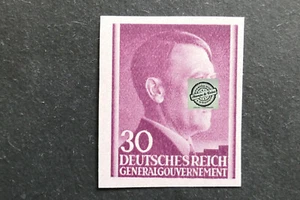 30
DEUTSCHES REICH
GENERALGOUVERNEMENT